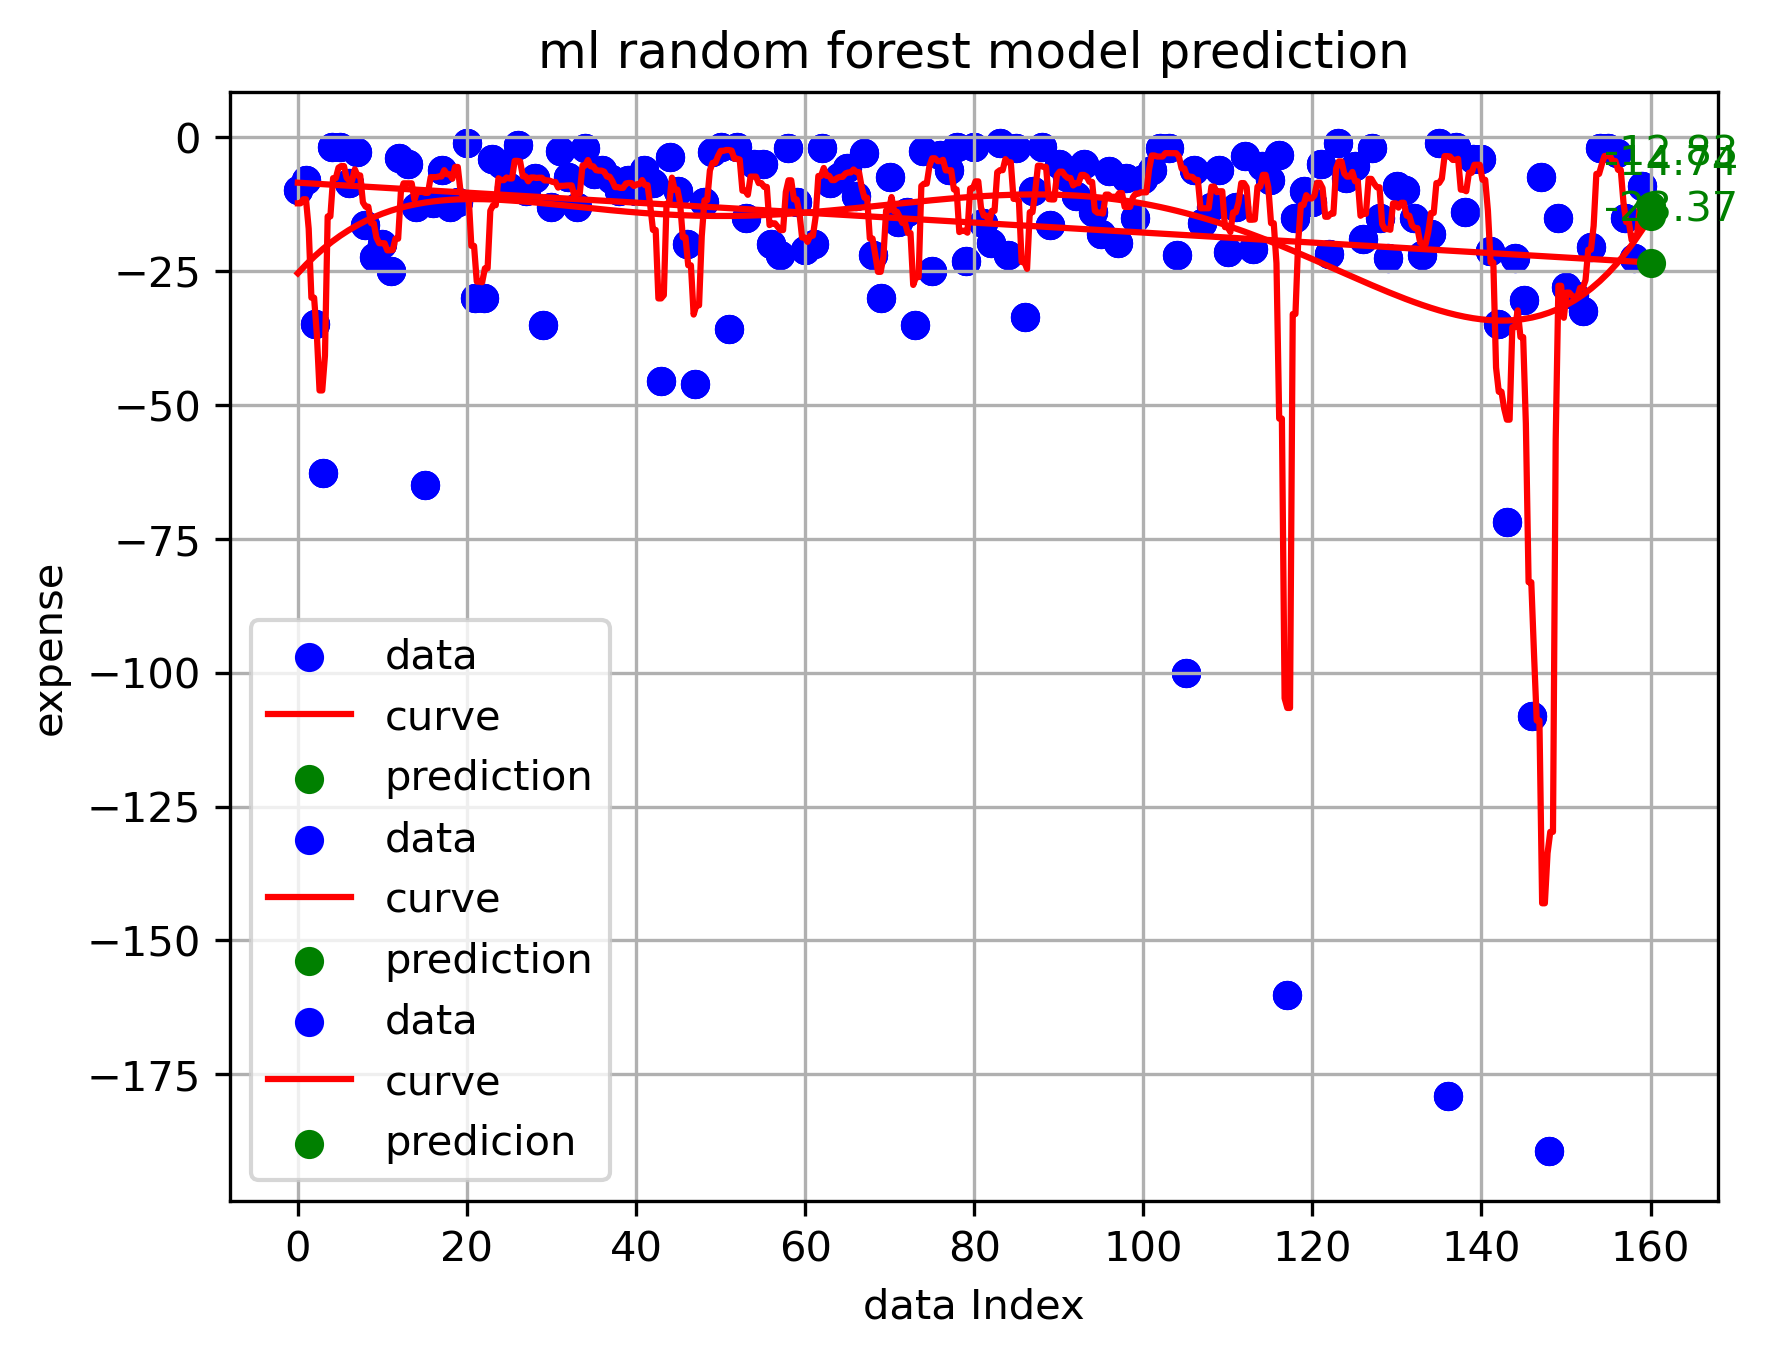 ml random forest model prediction
0
−25
−50
−75
−100
−125
−150
−175
expense
data
curve
prediction
data
curve
prediction
data
curve
predicion
0
20
40
60
80
100
120
140
160
data Index